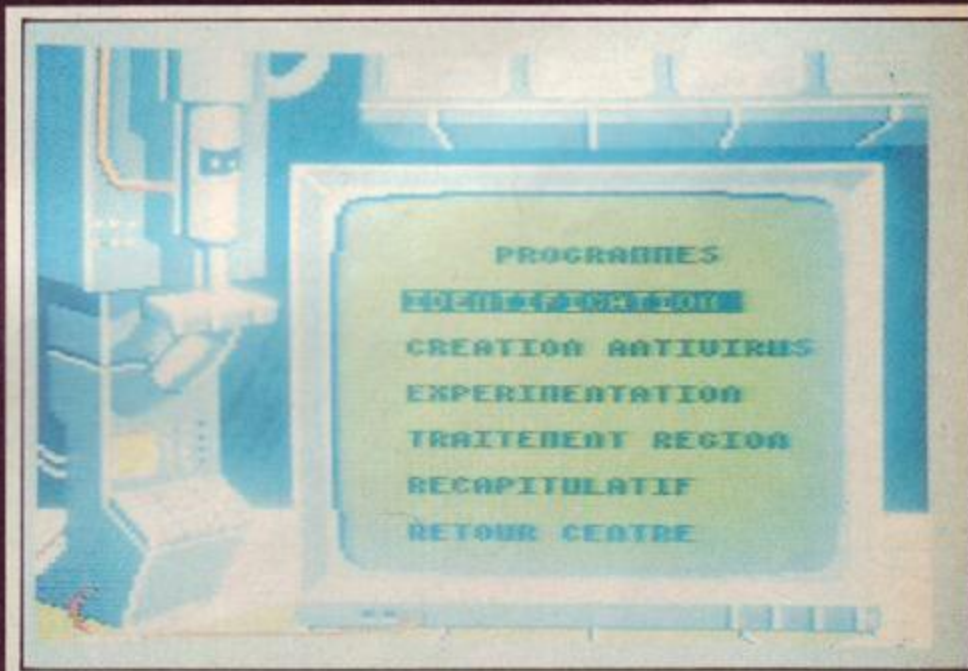 PROGRAMMES
IDENTIFICATION
CREATION ANTIVIRUS
EXPERIMENTATION
TRAITEMENT REGION
RECAPITULATIF
RETOUR CENTRE